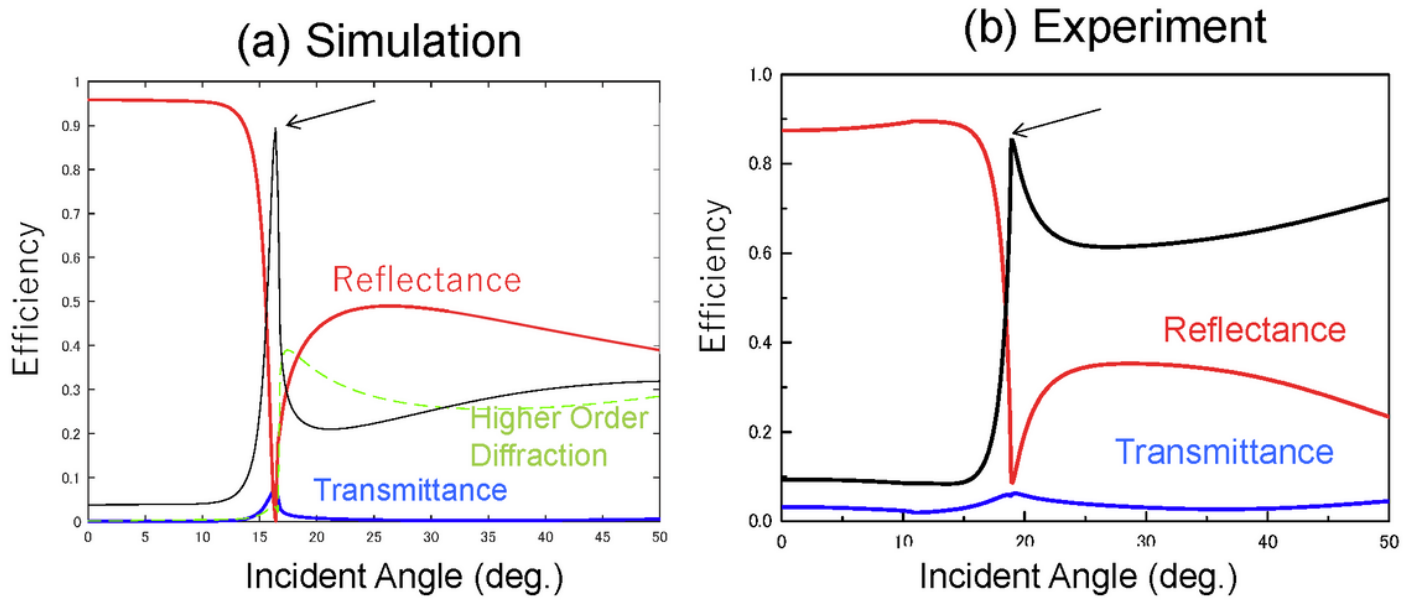 (a) Simulation
1
0.9
0.8
0.7
0.6
0.5
0.4
0.3
0.2
0.1
0
Efficiency
Reflectance
Higher Order
Diffraction
Transmittance
0 5 10 15 20 25 30 35 40 45 50
Incident Angle (deg.)
(b) Experiment
1.0
0.8
0.6
0.4
0.2
0.0
Efficiency
Reflectance
Transmittance
0 10 20 30 40 50
Incident Angle (deg.)